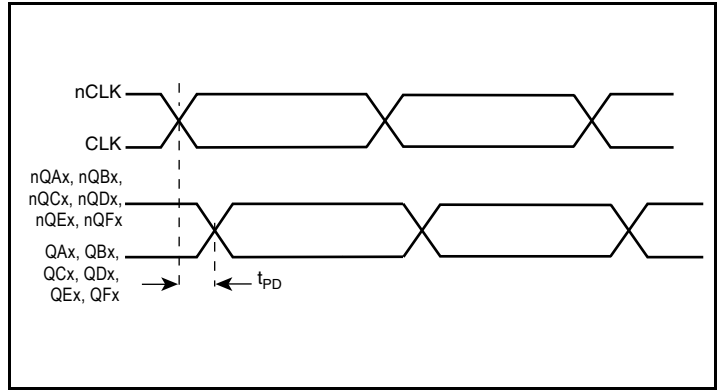 nCLK
CLK
nQAx, nQBx,
nQCx, nQDx,
nQEx, nQFx
QAx, QBx,
QCx, QDx,
QEx, QFx
tPD